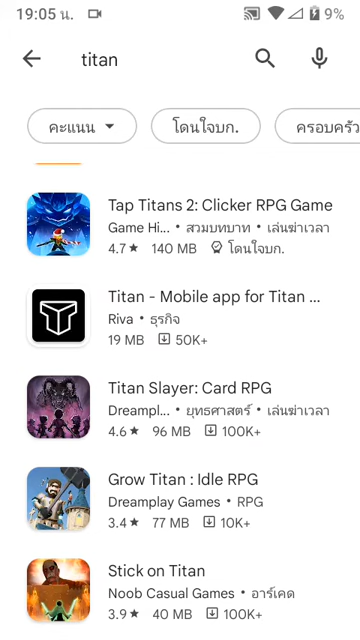 19:05 น. 9%
titan
คะแนน โดนใจบก. ครอบครัว
Tap Titans 2: Clicker RPG Game
Game Hi... • สวมบทบาท • เล่นฆ่าเวลา
4.7★ 140 MB โดนใจบก.
Titan - Mobile app for Titan ...
Riva • ธุรกิจ
19 MB 50K+
Titan Slayer: Card RPG
Dreampl... • ยุทธศาสตร์ • เล่นฆ่าเวลา
4.6★ 96 MB 100K+
Grow Titan : Idle RPG
Dreamplay Games • RPG
3.4★ 77 MB 10K+
Stick on Titan
Noob Casual Games • อาร์เคด
3.9★ 40 MB 100K+